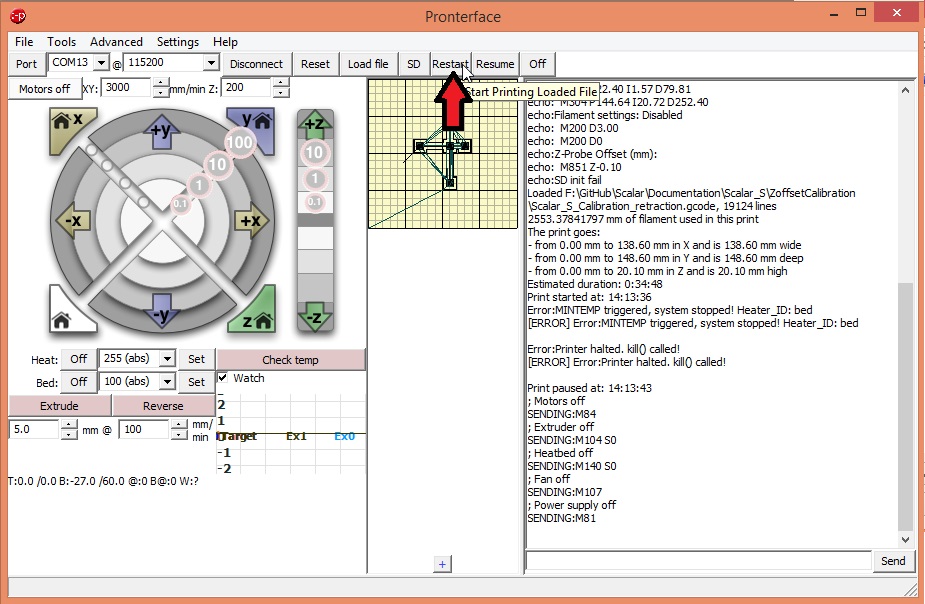 Pronterface
File Tools Advanced Settings Help
Port COM13 @ 115200 Disconnect Reset Load file SD Restart Resume Off
Motors off XY: 3000 mm/min Z: 200
Start Printing Loaded File
x
+y
y
100
10
1
0.1
-x
+x
-y
z
+Z
10
1
0.1
-Z
Heat: Off 255 (abs) Set
Bed: Off 100 (abs) Set
Check temp
Watch
Extrude Reverse
5.0 mm @ 100 mm/
min
2
1
0
Target Ex1 Ex0
-1
-2
T:0.0 /0.0 B:-27.0 /60.0 @:0 B@:0 W:?
+
22.40 I1.57 D79.81
echo: M304 P144.64 I20.72 D252.40
echo:Filament settings: Disabled
echo: M200 D3.00
echo: M200 D0
echo:Z-Probe Offset (mm):
echo: M851 Z-0.10
echo:SD init fail
Loaded F:\GitHub\Scalar\Documentation\Scalar_S\ZoffsetCalibration
\Scalar_S_Calibration_retraction.gcode, 19124 lines
2553.37841797 mm of filament used in this print
The print goes:
- from 0.00 mm to 138.60 mm in X and is 138.60 mm wide
- from 0.00 mm to 148.60 mm in Y and is 148.60 mm deep
- from 0.00 mm to 20.10 mm in Z and is 20.10 mm high
Estimated duration: 0:34:48
Print started at: 14:13:36
Error:MINTEMP triggered, system stopped! Heater_ID: bed
[ERROR] Error:MINTEMP triggered, system stopped! Heater_ID: bed
Error:Printer halted. kill() called!
[ERROR] Error:Printer halted. kill() called!
Print paused at: 14:13:43
; Motors off
SENDING:M84
; Extruder off
SENDING:M104 S0
; Heatbed off
SENDING:M140 S0
; Fan off
SENDING:M107
; Power supply off
SENDING:M81
Send